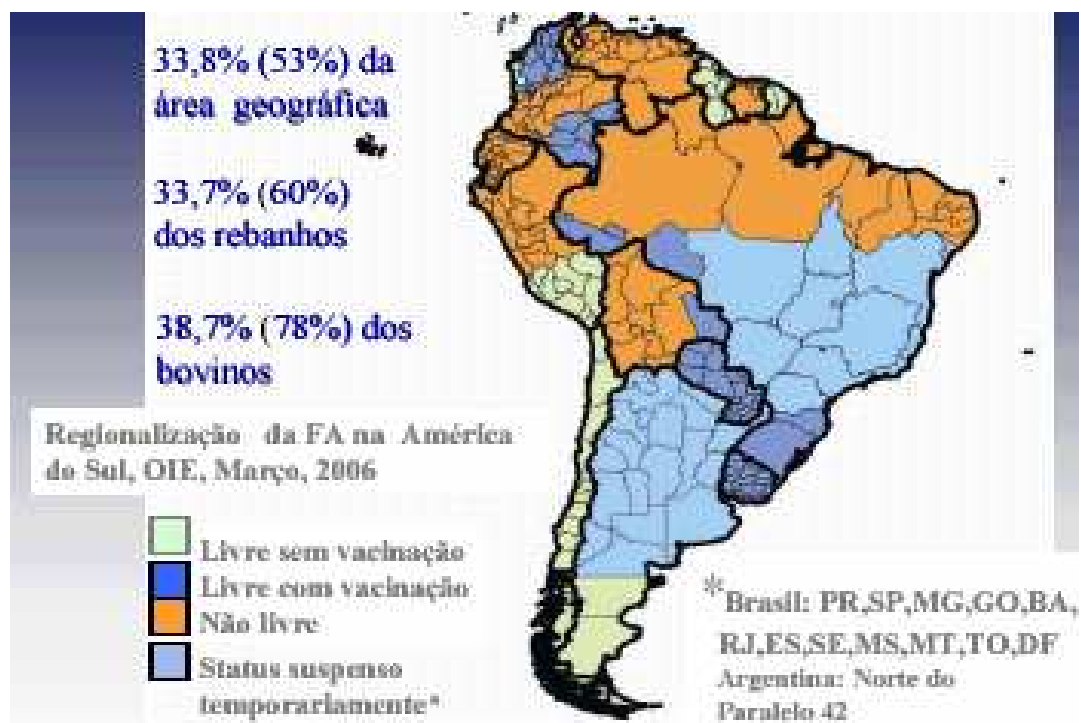 33,8% (53%) da
área geográfica
33,7% (60%)
dos rebanhos
38,7% (78%) dos
bovinos
Regionalização da FA na América
do Sul, OIE, Março, 2006
Livre sem vacinação
Livre com vacinação
Não livre
Status suspenso
temporariamente*
*Brasil: PR,SP,MG,GO,BA,
RJ,ES,SE,MS,MT,TO,DF
Argentina: Norte do
Paralelo 42